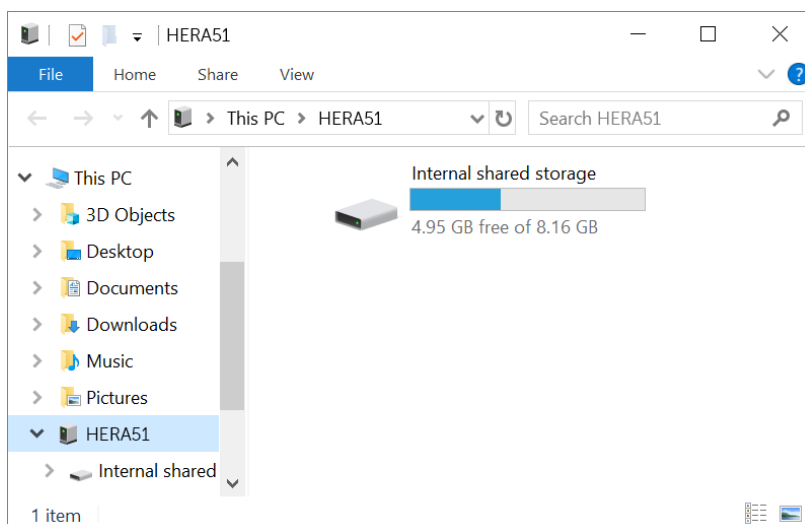 HERA51
File Home Share View
?
This PC HERA51
Search HERA51
This PC
3D Objects
Desktop
Documents
Downloads
Music
Pictures
HERA51
Internal shared
Internal shared storage
4.95 GB free of 8.16 GB
1 item